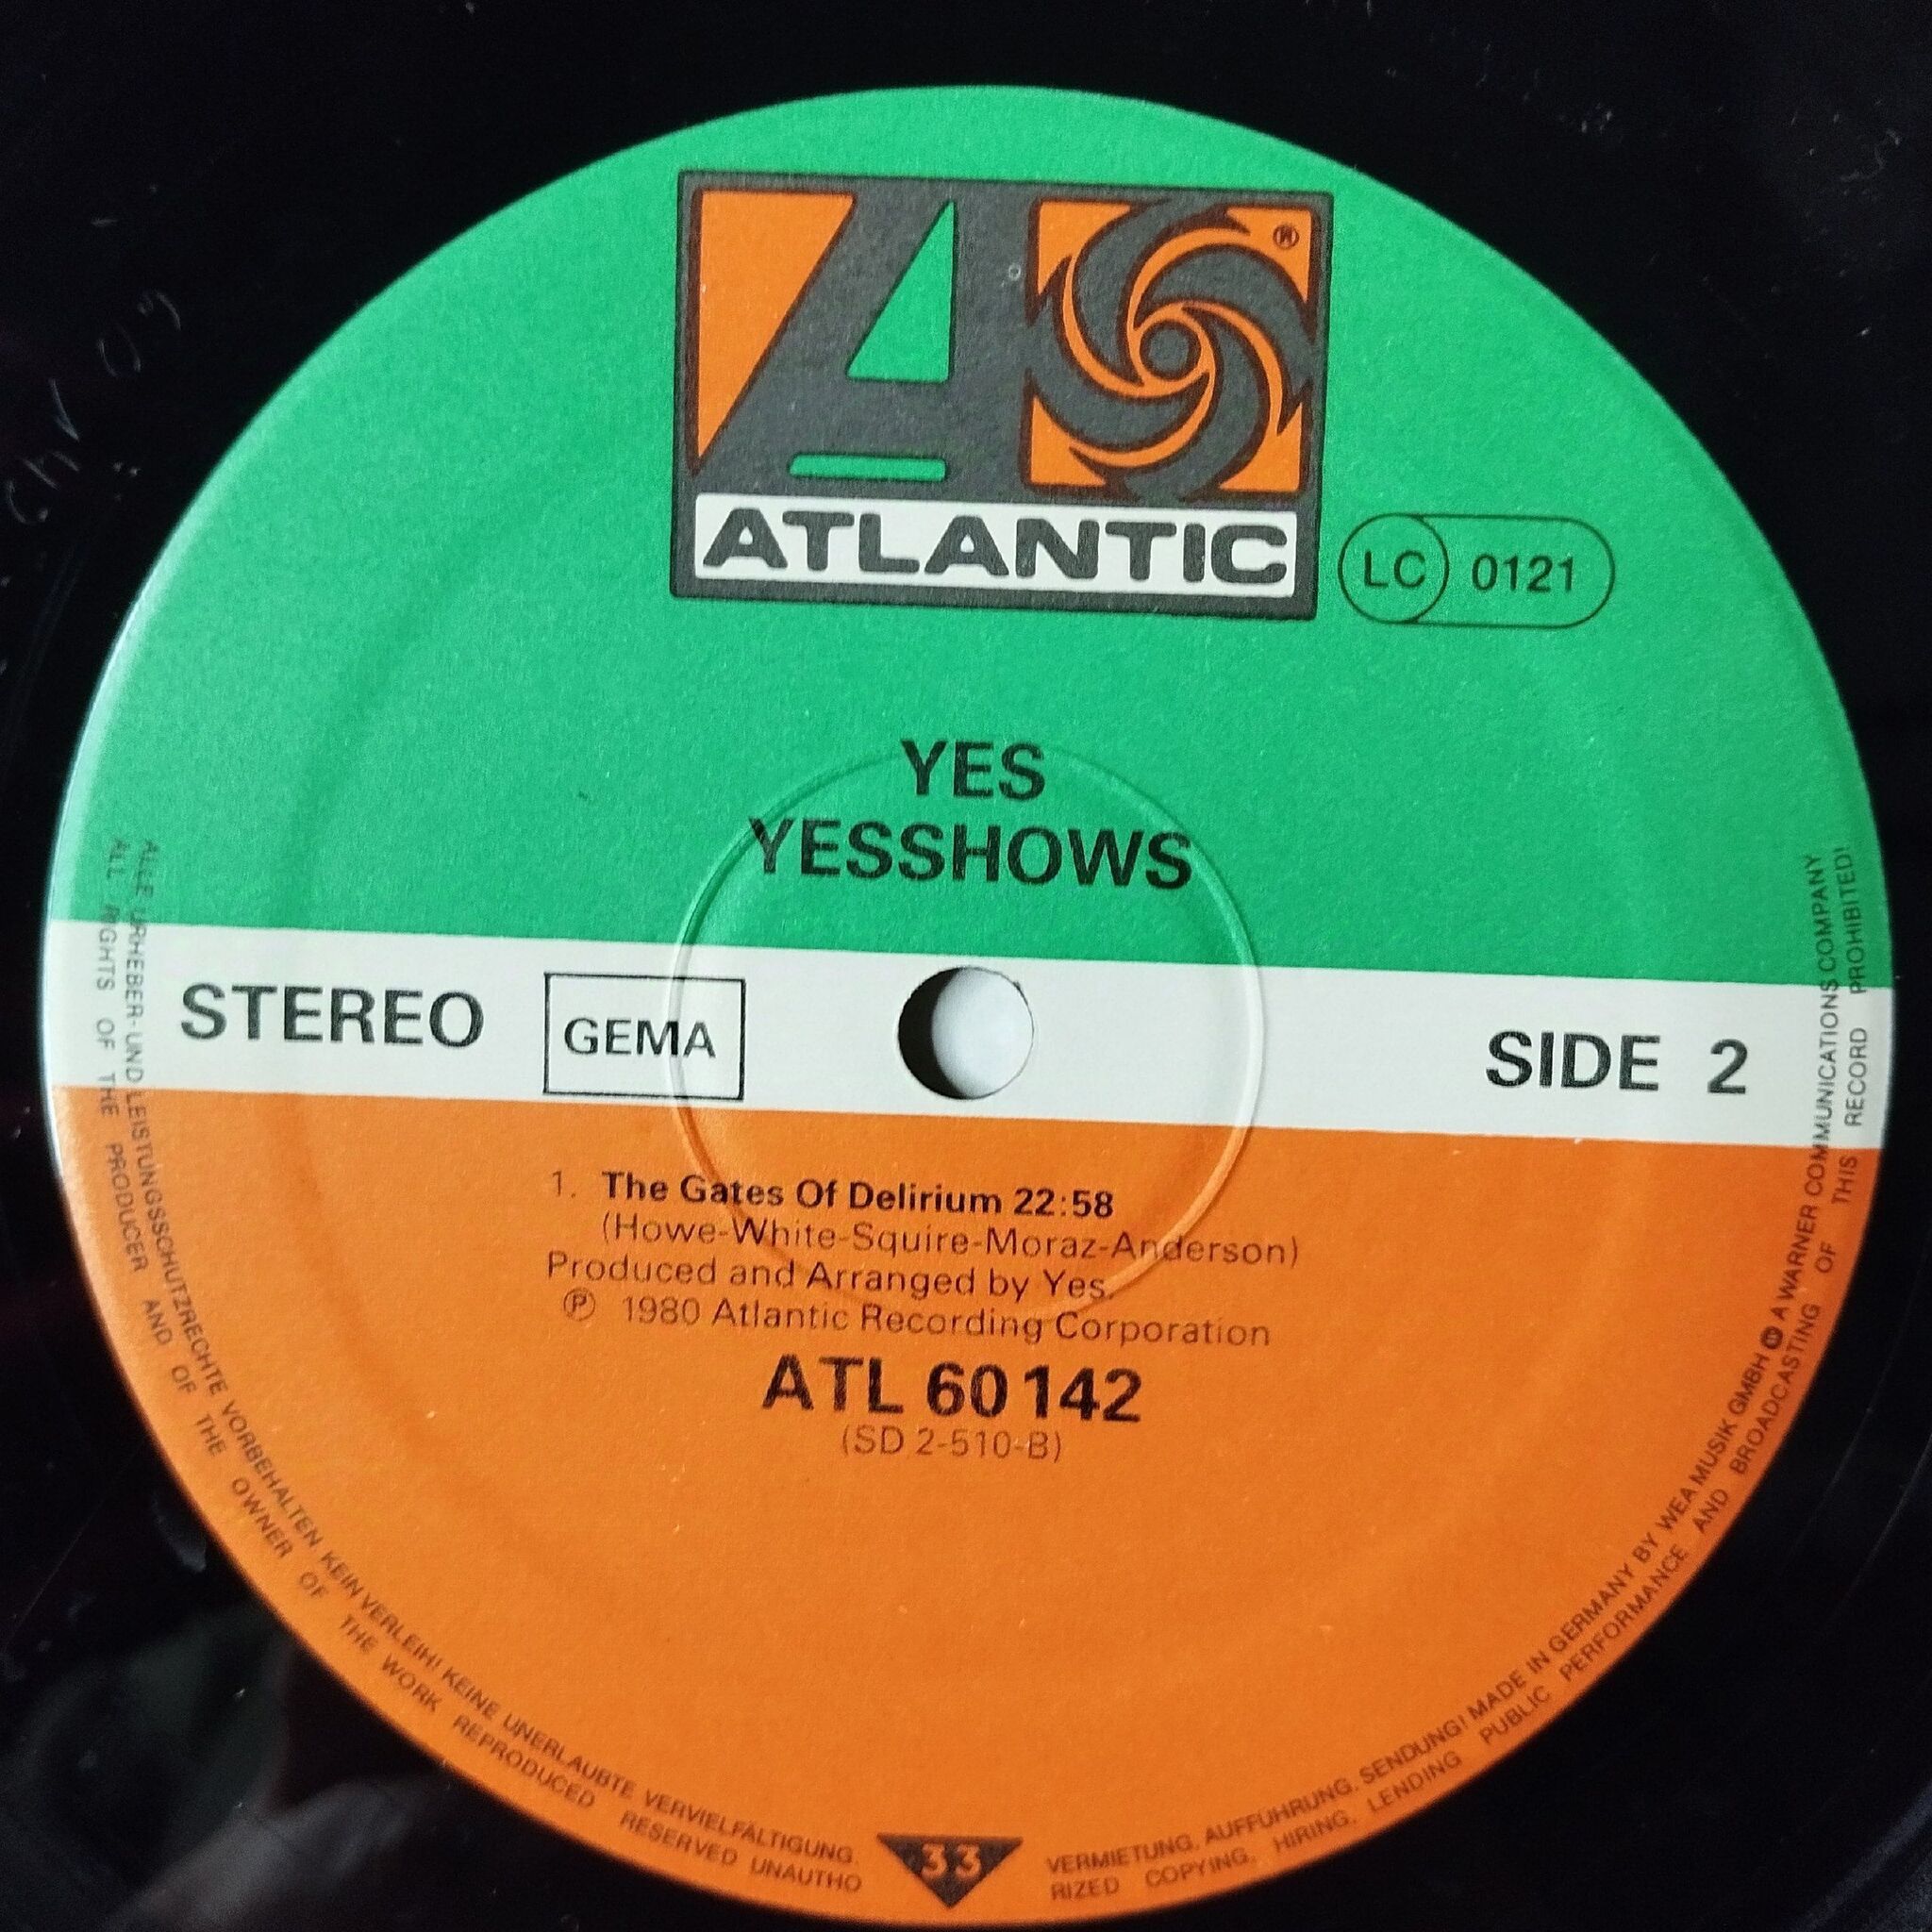 ®
ATLANTIC
LC 0121
YES
YESSHOWS
STEREO GEMA SIDE 2
1. The Gates Of Delirium 22:58
(Howe-White-Squire-Moraz-Anderson)
Produced and Arranged by Yes.
℗ 1980 Atlantic Recording Corporation
ATL 60142
(SD 2-510-B)
ALLE URHEBER-UND LEISTUNGSSCHUTZRECHTE VORBEHALTEN KEIN VERLEIH! KEINE UNERLAUBTE VERVIELFÄLTIGUNG,
ALL RIGHTS OF THE PRODUCER AND OF THE OWNER OF THE WORK REPRODUCED RESERVED UNAUTHO
33
VERMIETUNG, AUFFÜHRUNG, SENDUNG! MADE IN GERMANY BY WEA MUSIK GMBH A WARNER COMMUNICATIONS COMPANY
RIZED COPYING, HIRING, LENDING PUBLIC PERFORMANCE AND BROADCASTING OF THIS RECORD PROHIBITED!